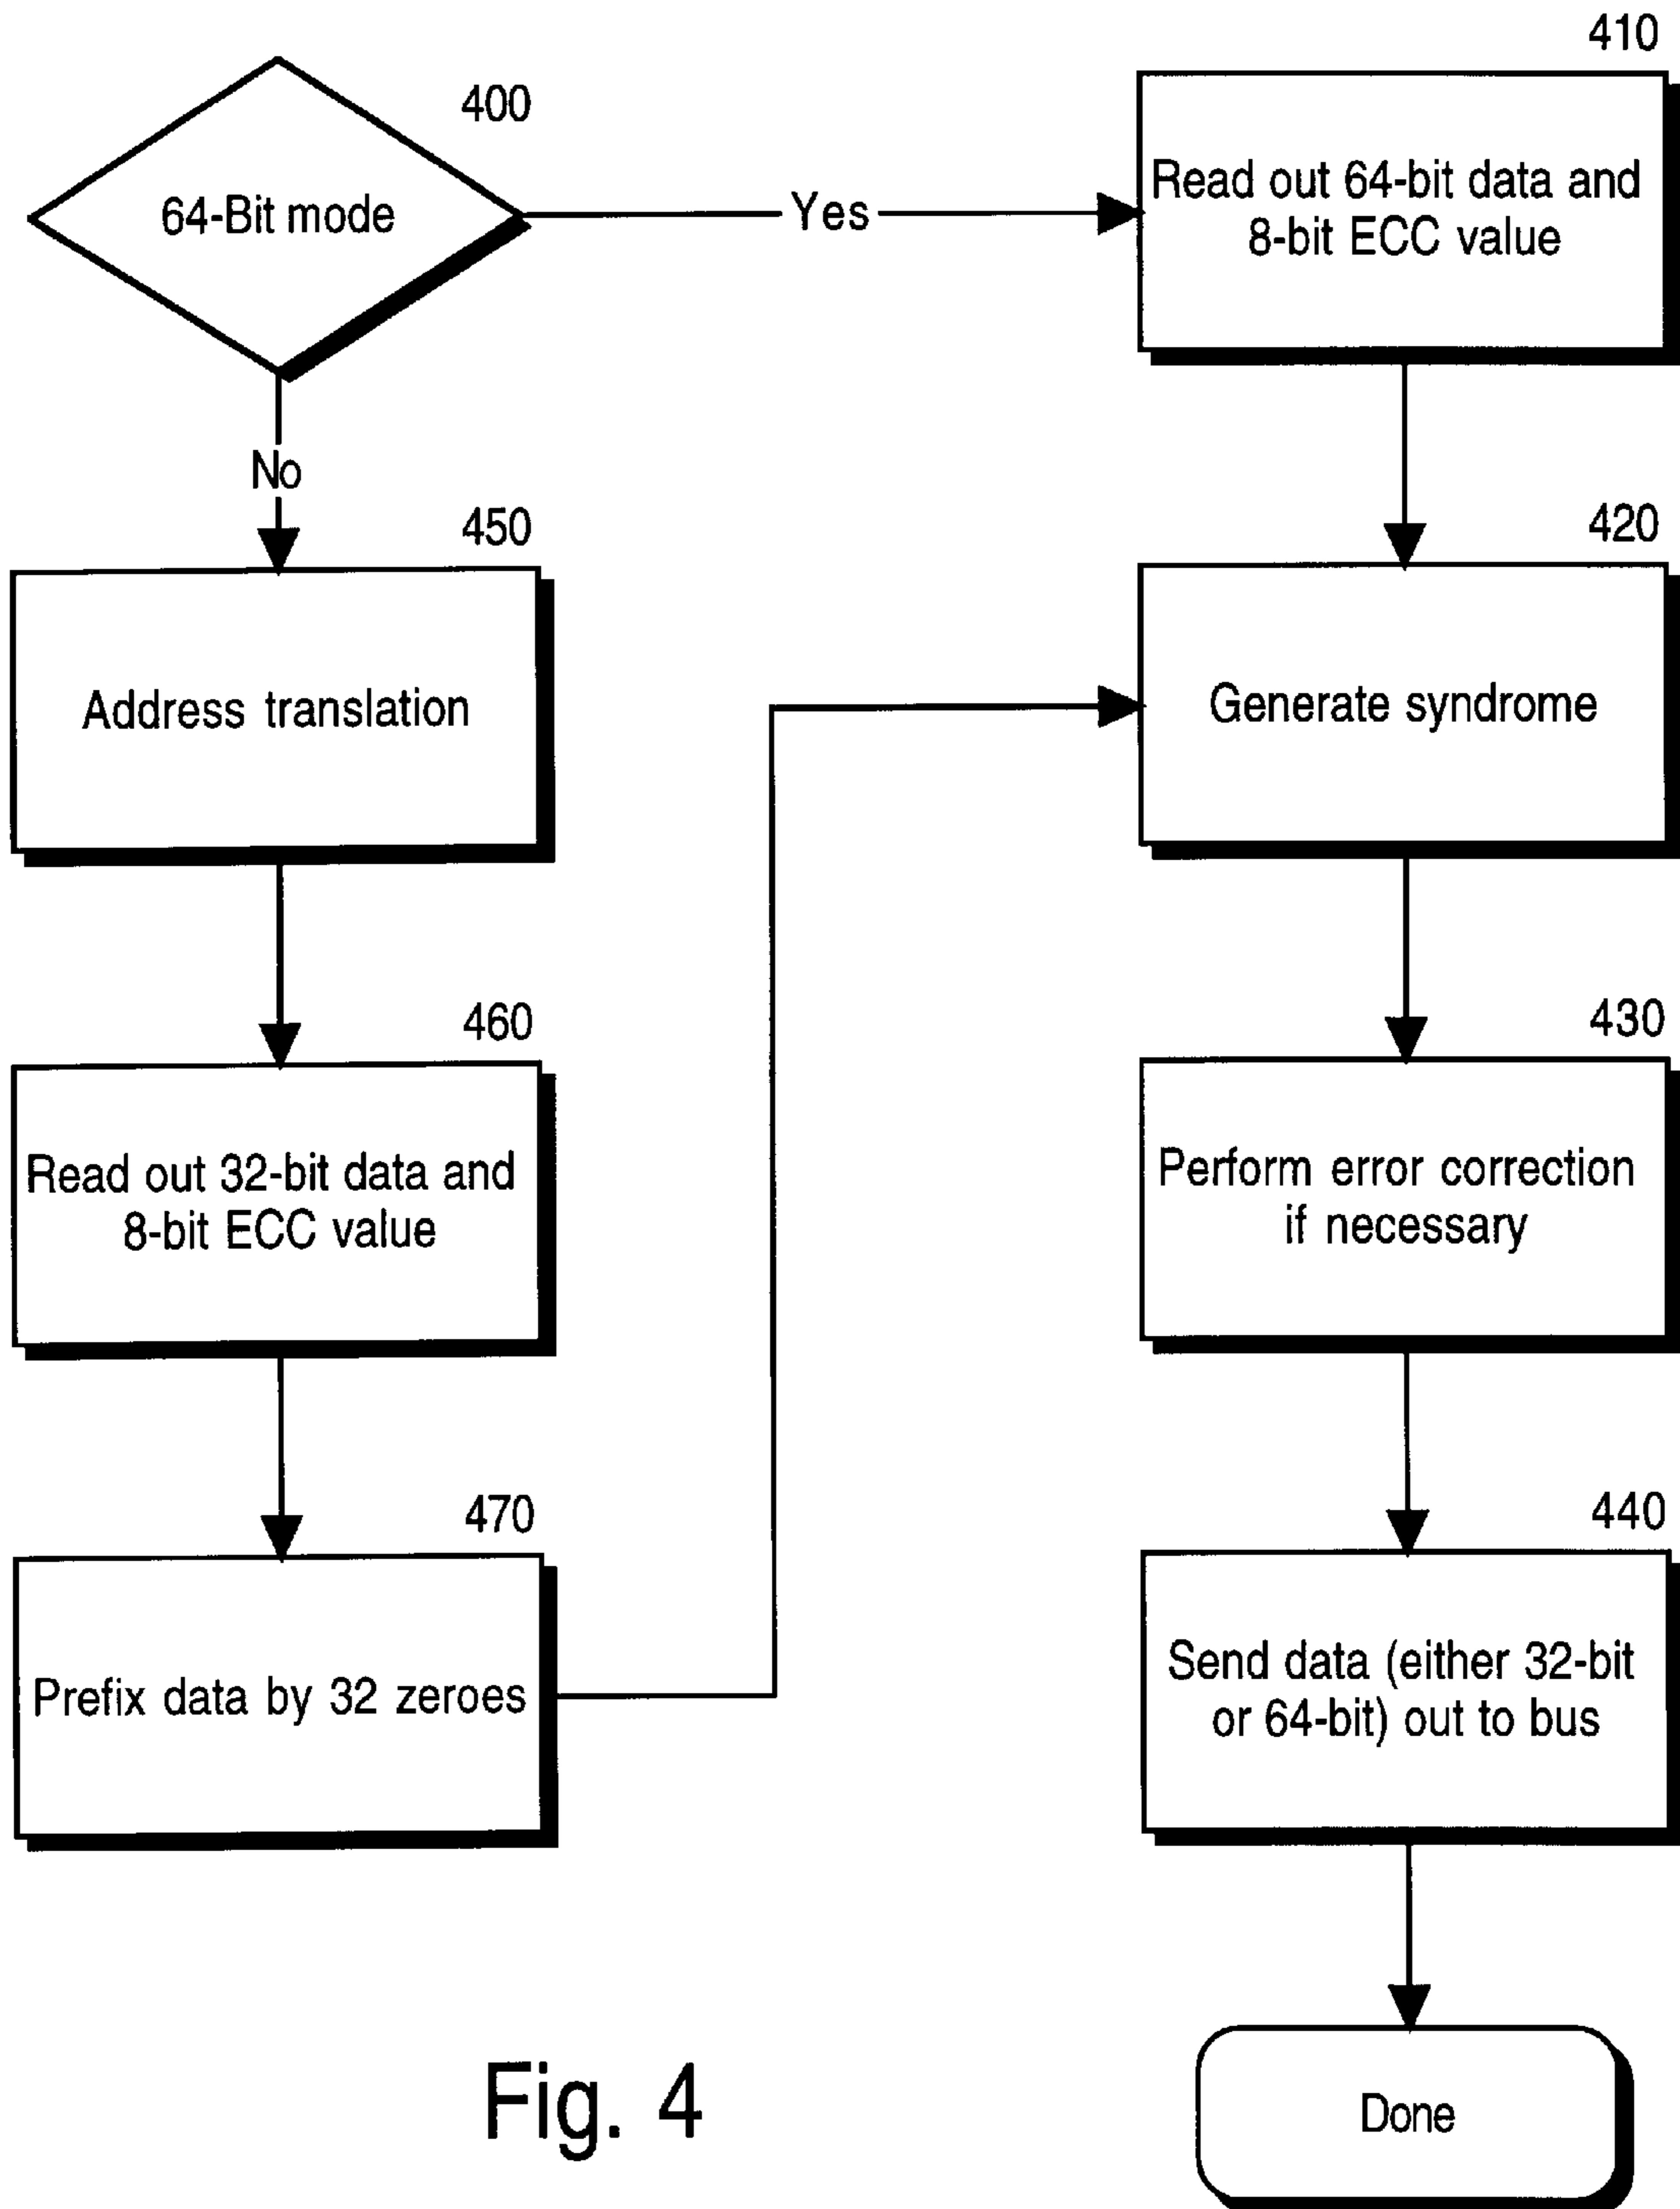 400
64-Bit mode
Yes
410
Read out 64-bit data and
8-bit ECC value
No
450
Address translation
420
Generate syndrome
460
Read out 32-bit data and
8-bit ECC value
430
Perform error correction
if necessary
470
Prefix data by 32 zeroes
440
Send data (either 32-bit
or 64-bit) out to bus
Done
Fig. 4